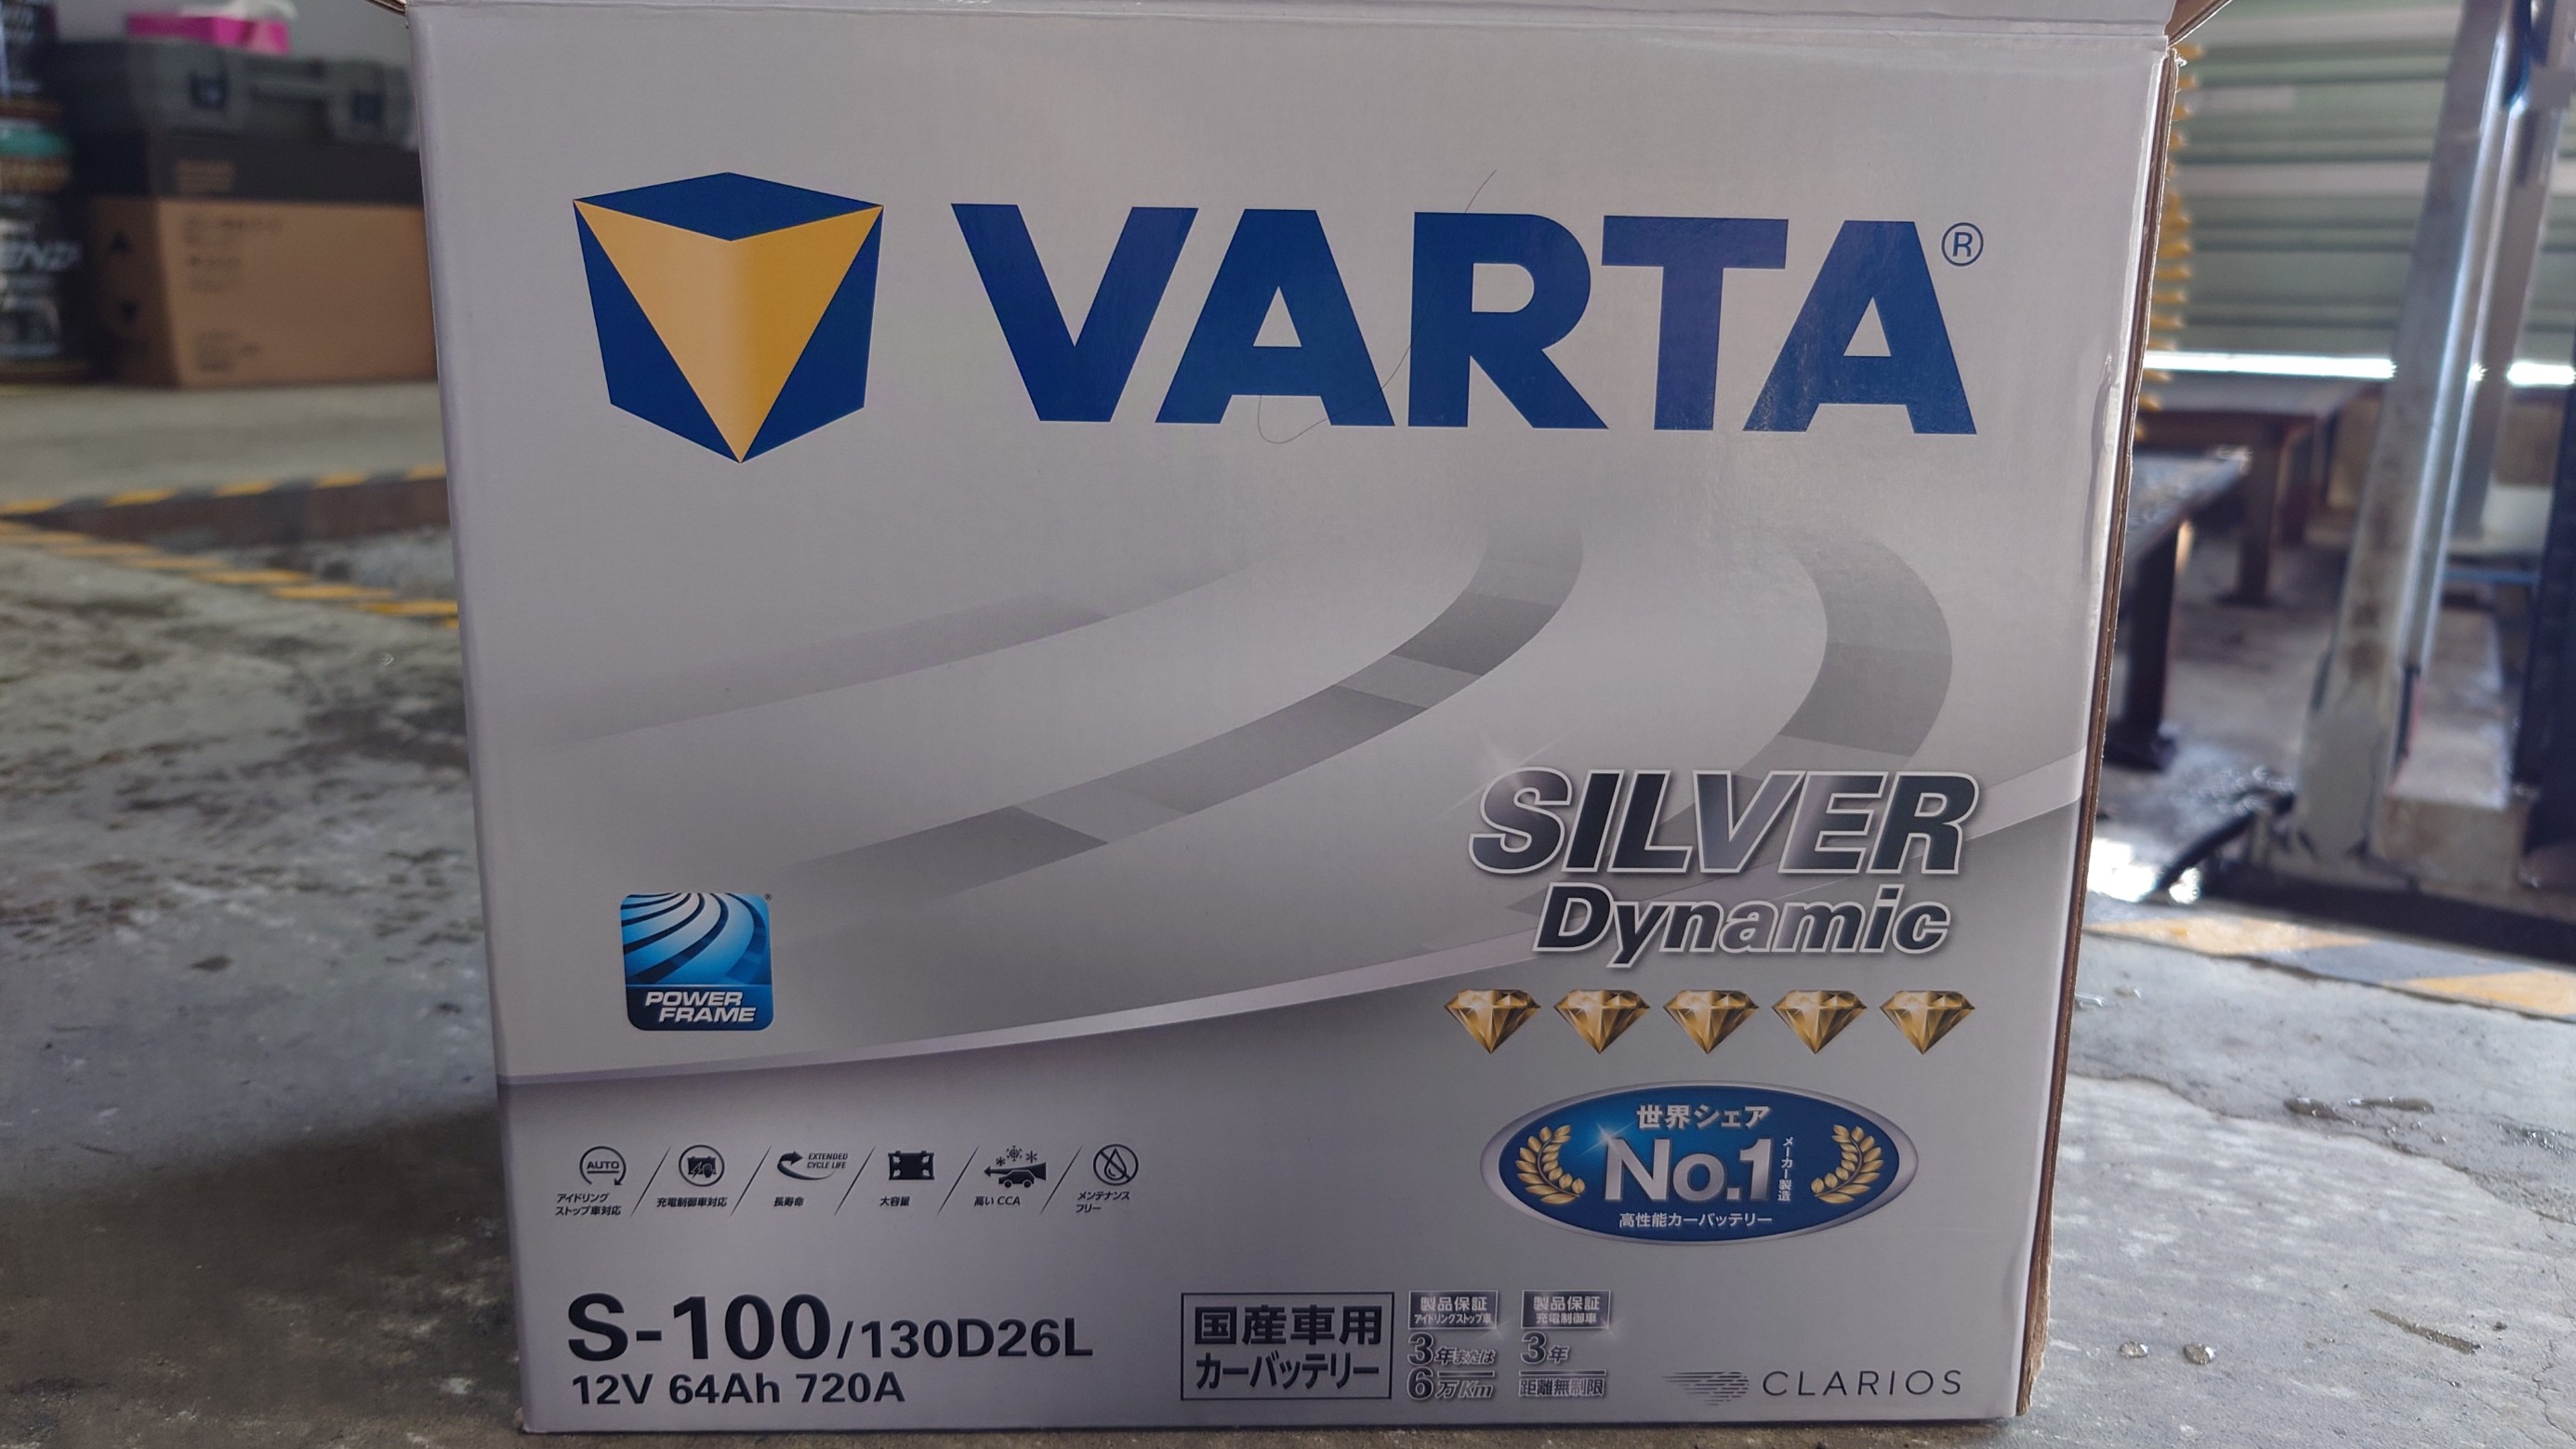 VARTA®
SILVER
Dynamic
POWER
FRAME
世界シェア
No.1
メーカー製造
高性能カーバッテリー
AUTO
EXTENDED
CYCLE LIFE
アイドリング
ストップ車対応
充電制御車対応
長寿命
大容量
高いCCA
メンテナンス
フリー
S-100/130D26L
12V 64Ah 720A
国産車用
カーバッテリー
製品保証
アイドリングストップ車
3年または
6万Km
製品保証
充電制御車
3年
距離無制限
CLARIOS